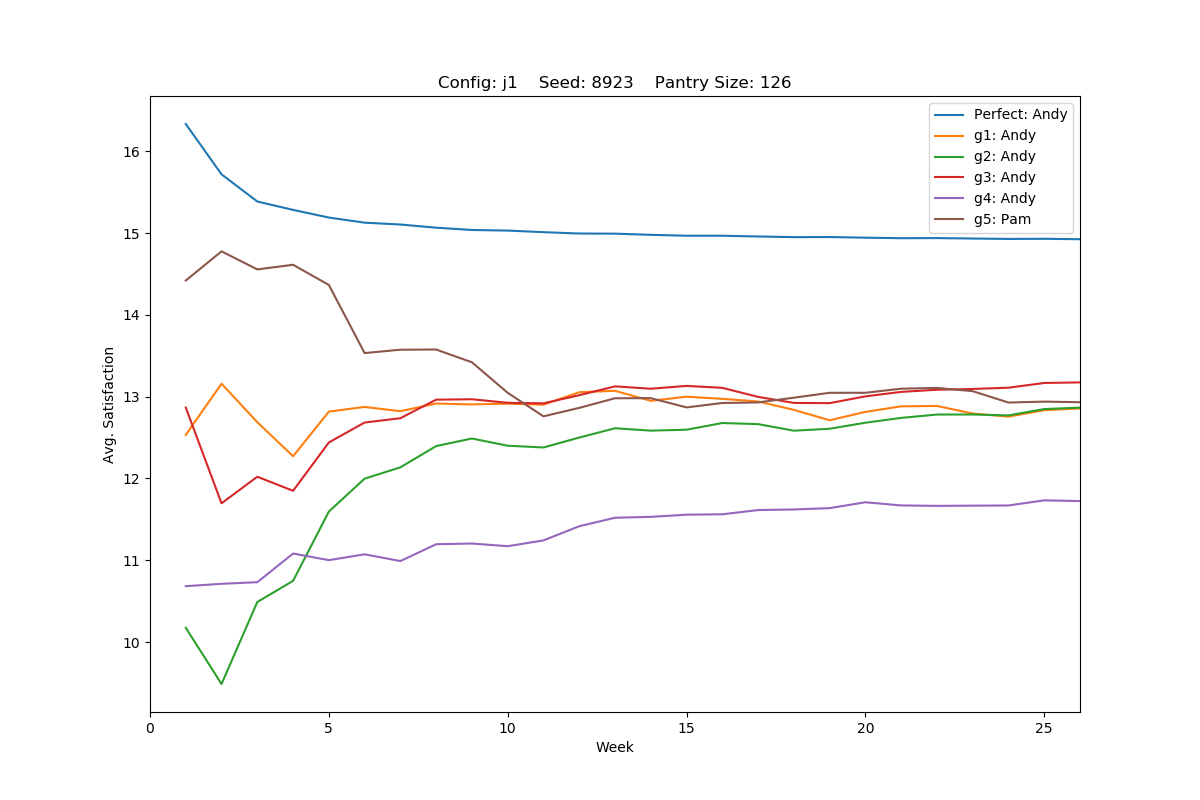 Config: j1    Seed: 8923    Pantry Size: 126
Perfect: Andy
g1: Andy
g2: Andy
g3: Andy
g4: Andy
g5: Pam
16
15
14
13
12
11
10
Avg. Satisfaction
0 5 10 15 20 25
Week